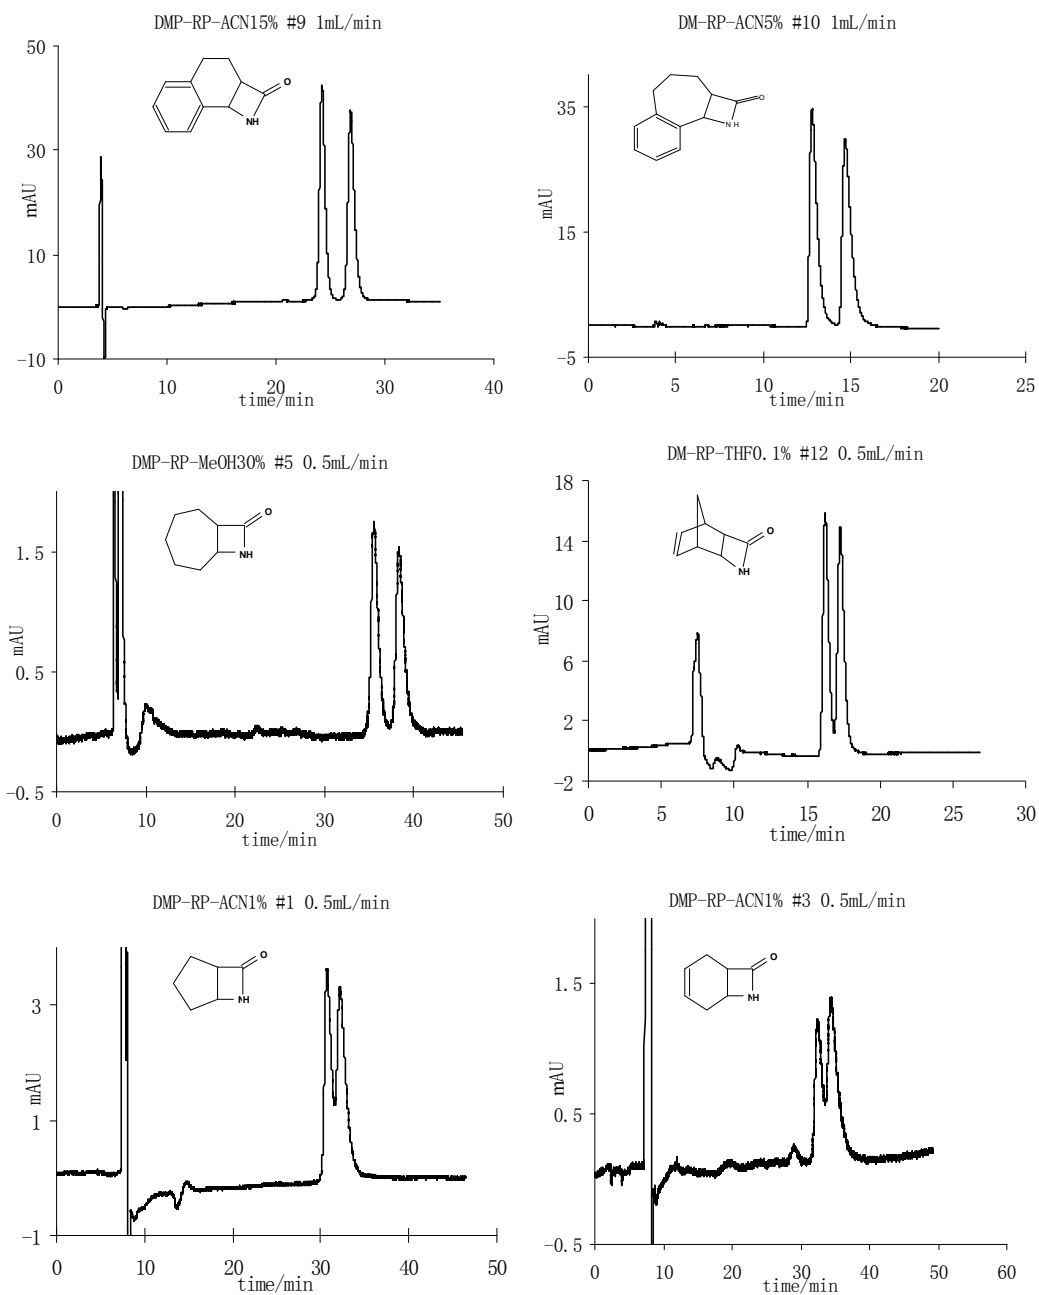 DMP-RP-ACN15% #9 1mL/min
50
30
10
-10
mAU
O
NH
0 10 20 30 40
time/min
DM-RP-ACN5% #10 1mL/min
35
15
-5
mAU
O
NH
0 5 10 15 20 25
time/min
DMP-RP-MeOH30% #5 0.5mL/min
1.5
0.5
-0.5
mAU
O
NH
0 10 20 30 40 50
time/min
DM-RP-THF0.1% #12 0.5mL/min
18
14
10
6
2
-2
mAU
O
NH
0 5 10 15 20 25 30
time/min
DMP-RP-ACN1% #1 0.5mL/min
3
1
-1
mAU
O
NH
0 10 20 30 40 50
time/min
DMP-RP-ACN1% #3 0.5mL/min
1.5
0.5
-0.5
mAU
O
NH
0 10 20 30 40 50 60
time/min